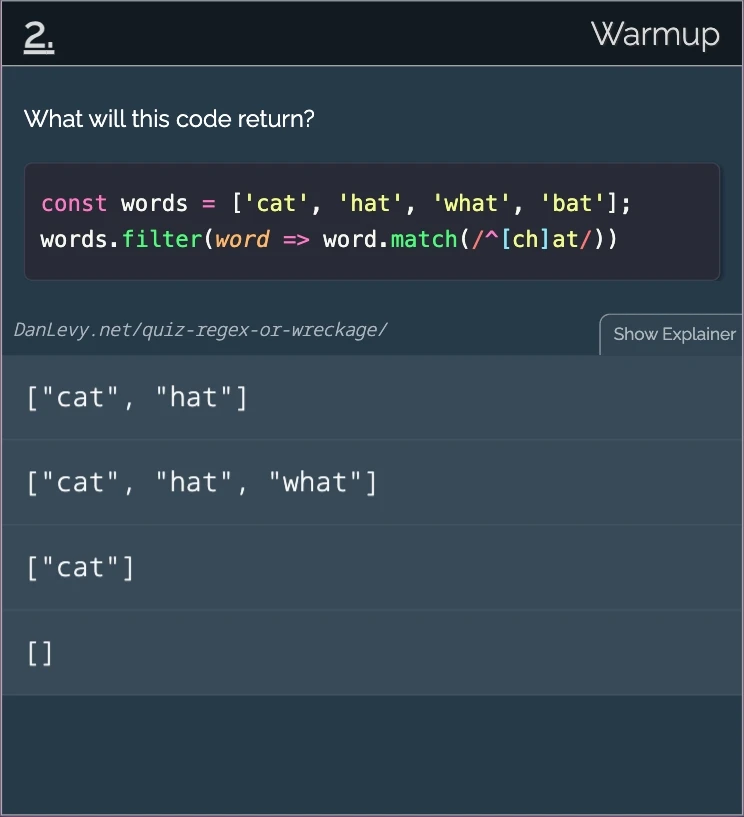 2.
Warmup
What will this code return?
const words = ['cat', 'hat', 'what', 'bat'];
words.filter(word => word.match(/^[ch]at/))
DanLevy.net/quiz-regex-or-wreckage/
Show Explainer
["cat", "hat"]
["cat", "hat", "what"]
["cat"]
[]